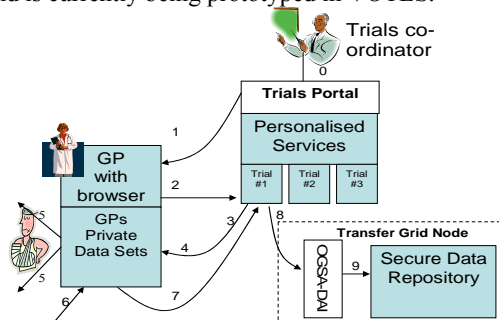 is currently being prototyped in VOTES.
Trials co-
ordinator
0
Trials Portal
Personalised
Services
Trial
#1
Trial
#2
Trial
#3
1
GP
with
browser
2
GPs
Private
Data Sets
3
4
5
5
6
7
8
Transfer Grid Node
OGSA-DAI
9
Secure Data
Repository